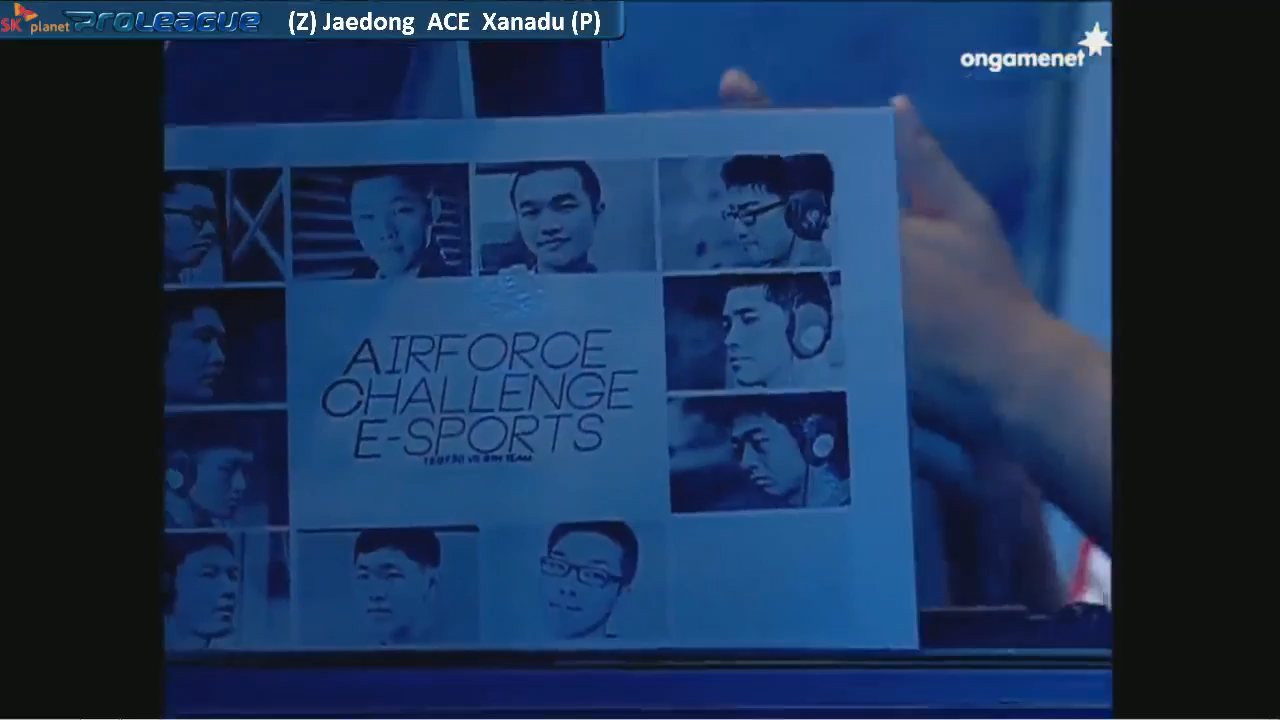 SK planet PROLEAGUE (Z) Jaedong ACE Xanadu (P)
ongamenet
AIRFORCE
CHALLENGE
E-SPORTS